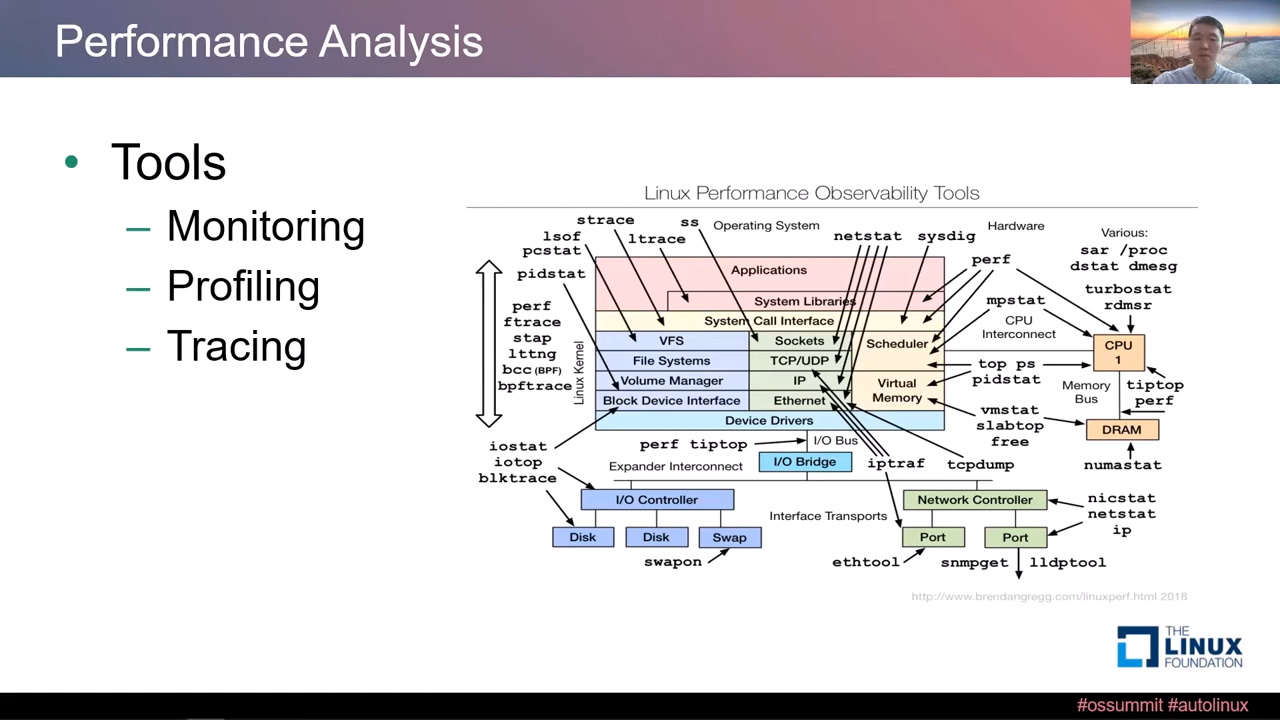 Performance Analysis
• Tools
– Monitoring
– Profiling
– Tracing
Linux Performance Observability Tools
strace
ss
Operating System
netstat
sysdig
Hardware
Various:
lsof
ltrace
pcstat
sar /proc
dstat dmesg
pidstat
Applications
perf
turbostat
rdmsr
perf
ftrace
stap
lttng
bcc (BPF)
bpftrace
Linux Kernel
System Libraries
System Call Interface
mpstat
CPU
Interconnect
VFS
Sockets
Scheduler
CPU
1
File Systems
TCP/UDP
top ps
pidstat
Volume Manager
IP
Virtual
Memory
Memory
Bus
tiptop
perf
Block Device Interface
Ethernet
vmstat
slabtop
free
Device Drivers
DRAM
iostat
iotop
blktrace
perf tiptop
I/O Bus
Expander Interconnect
I/O Bridge
iptraf
tcpdump
numastat
I/O Controller
Network Controller
nicstat
netstat
ip
Interface Transports
Disk
Disk
Swap
Port
Port
swapon
ethtool
snmpget
lldptool
http://www.brendangregg.com/linuxperf.html 2018
THE
LINUX
FOUNDATION
#ossummit #autolinux